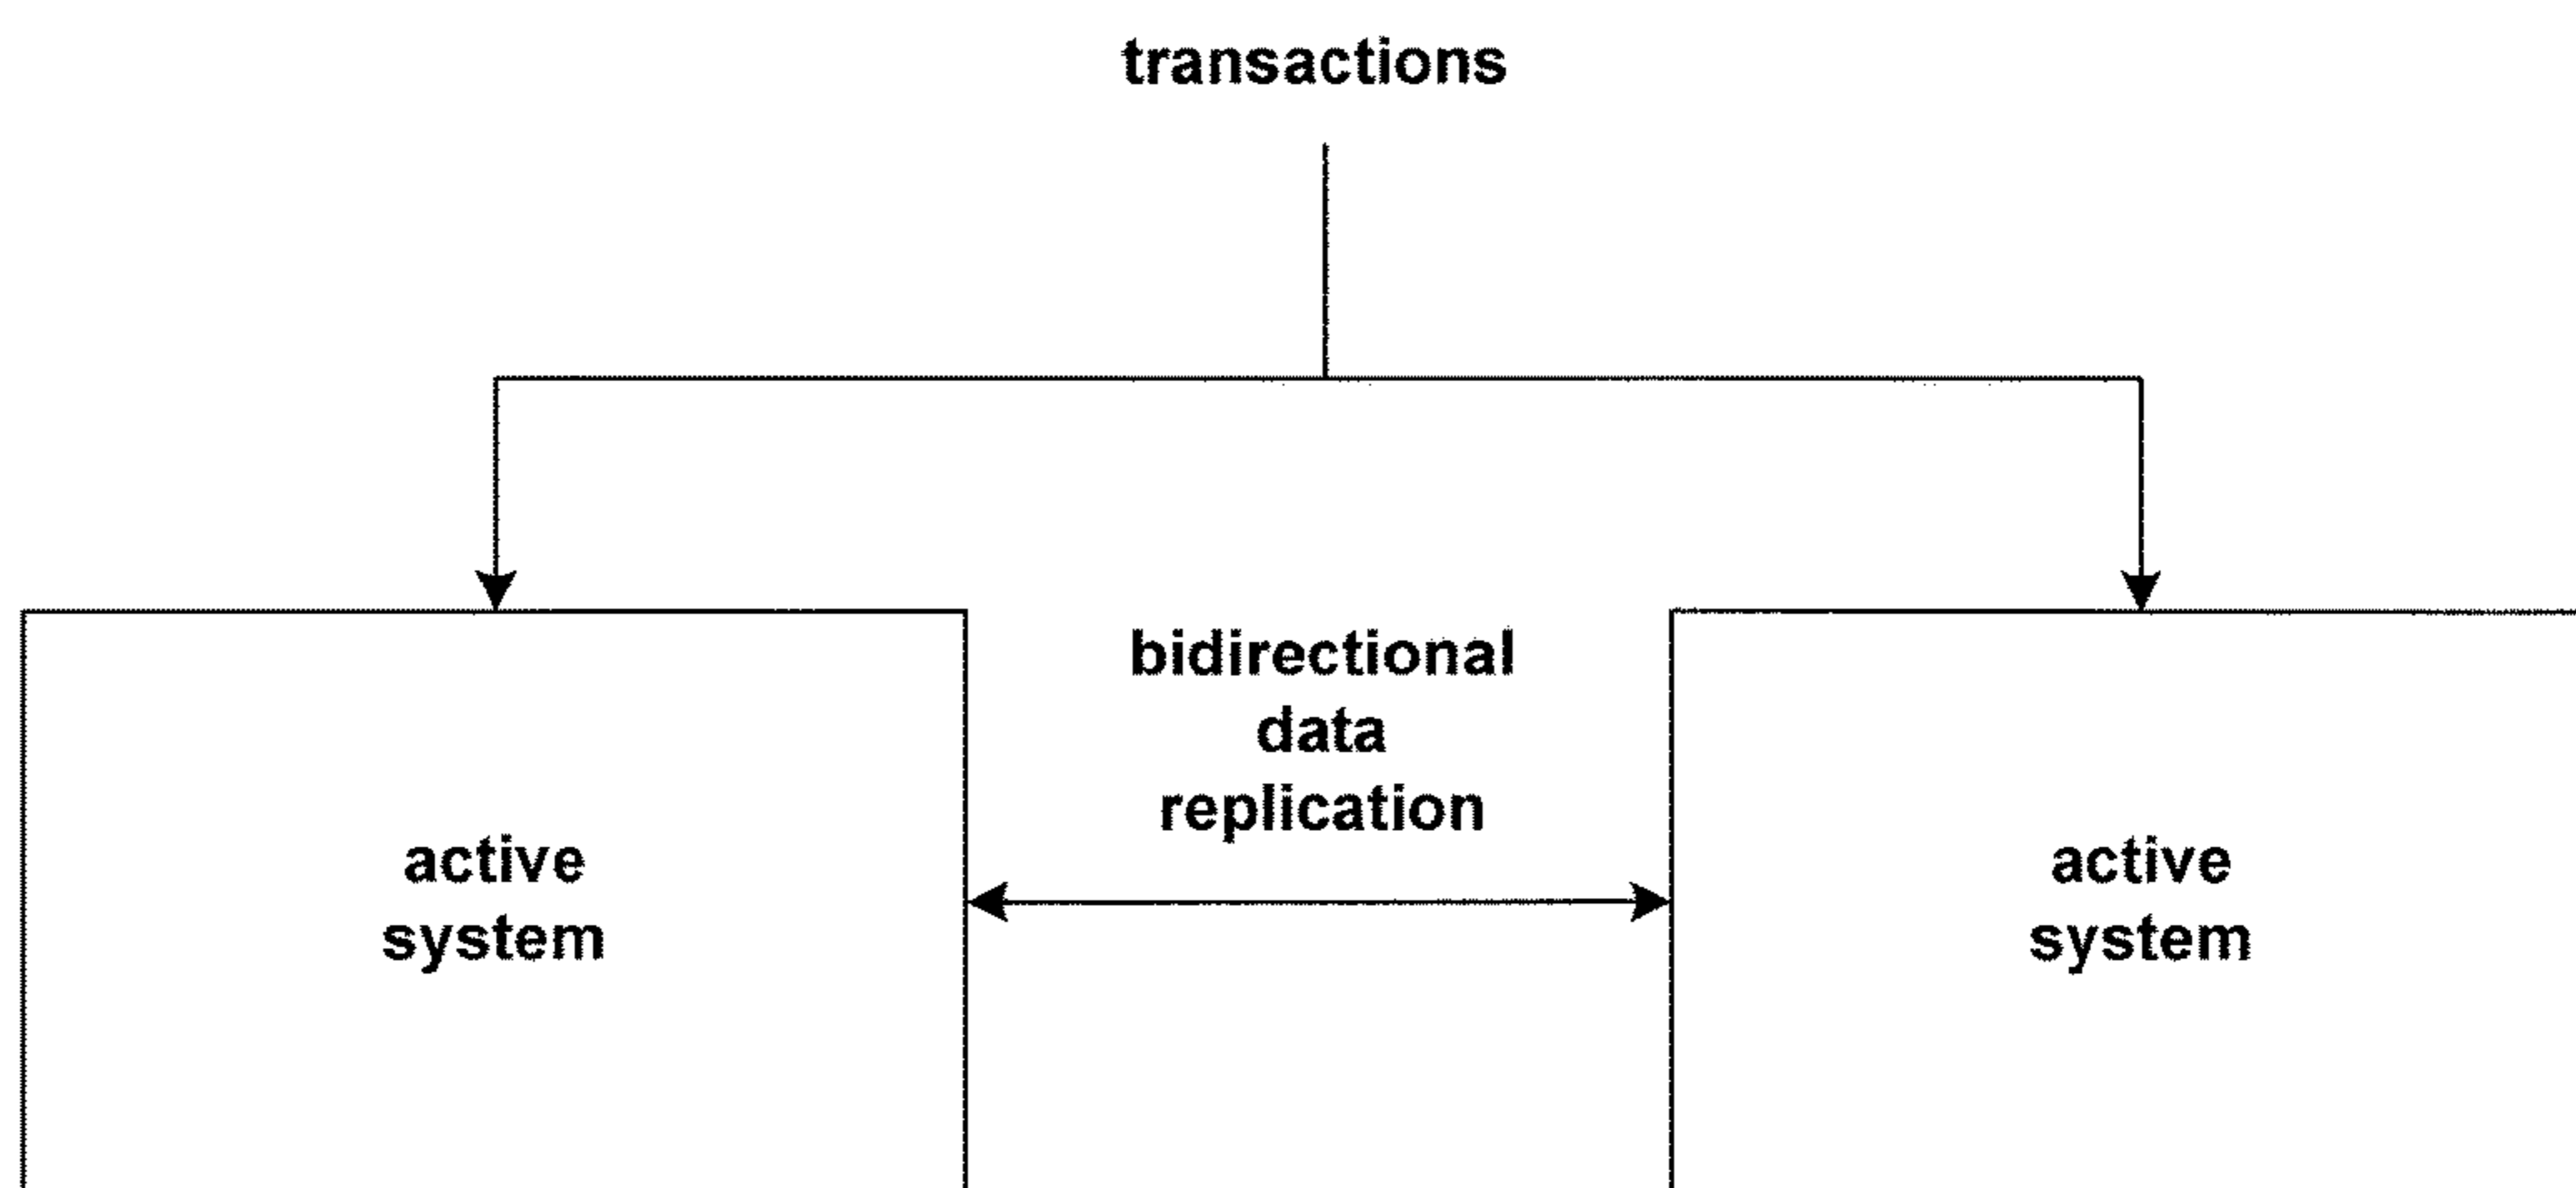 transactions
bidirectional
data
replication
active
system
active
system